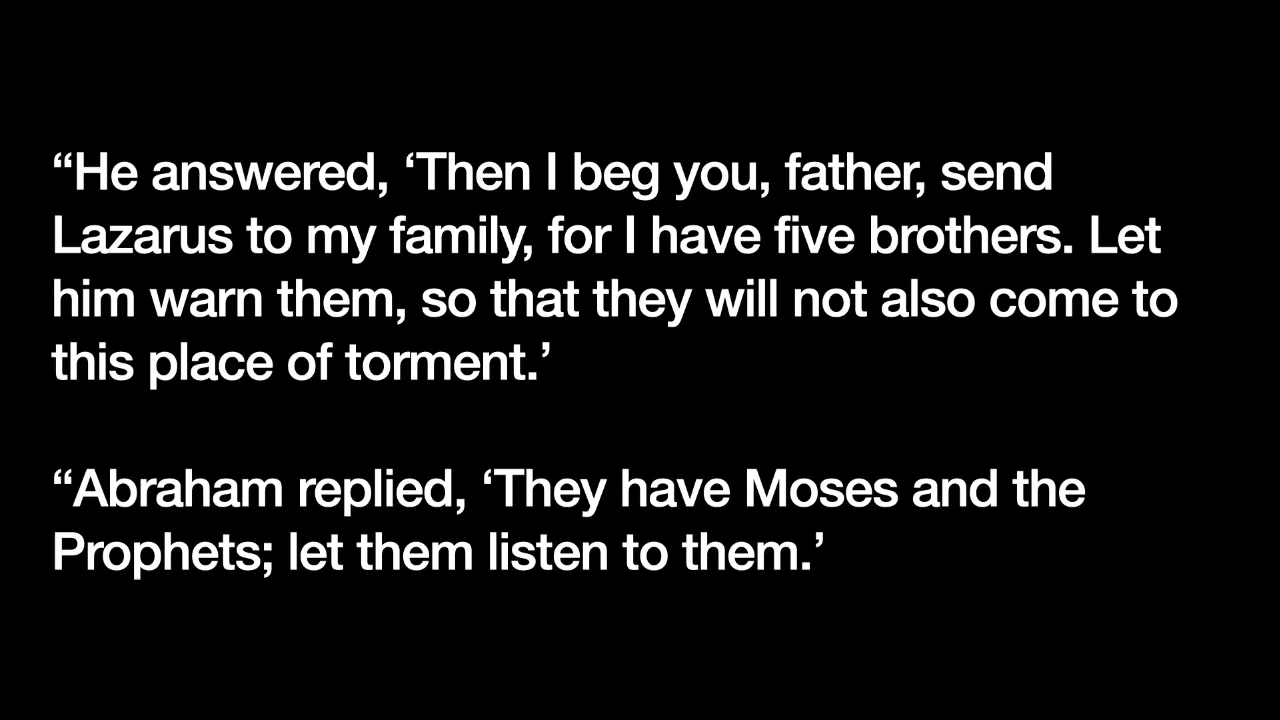 “He answered, ‘Then I beg you, father, send
Lazarus to my family, for I have five brothers. Let
him warn them, so that they will not also come to
this place of torment.’
“Abraham replied, ‘They have Moses and the
Prophets; let them listen to them.’